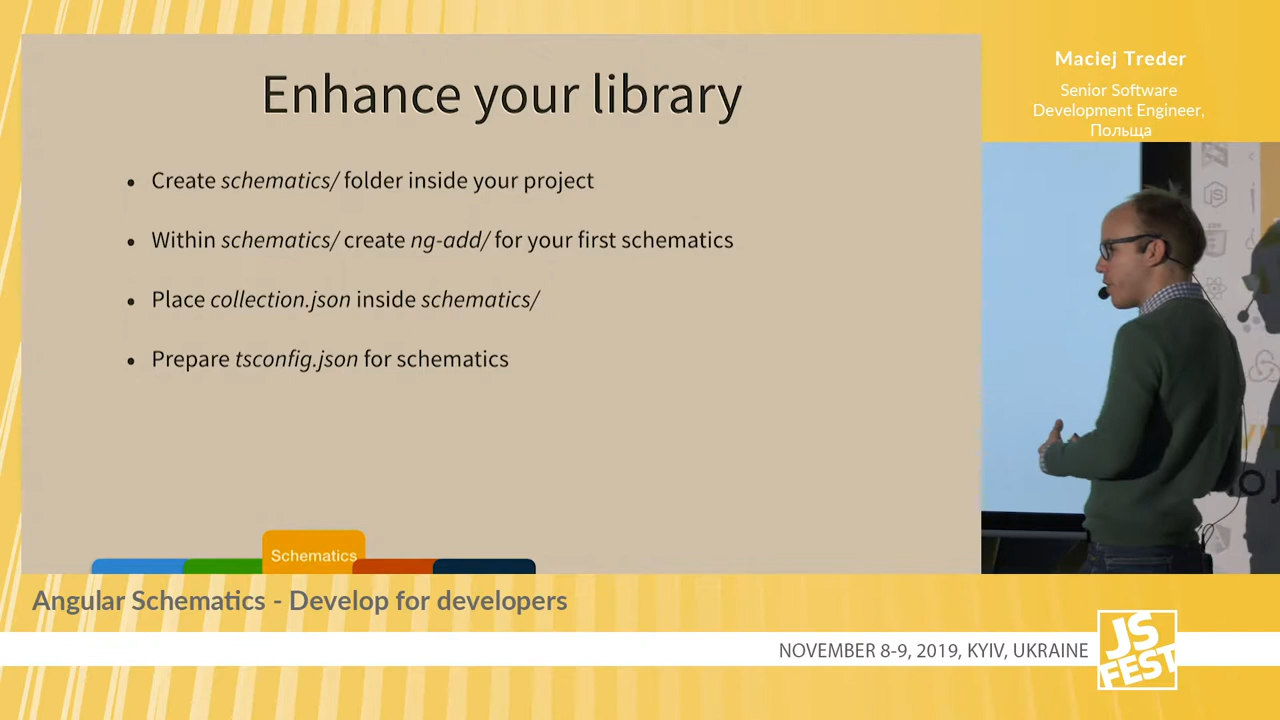 Enhance your library
• Create schematics/ folder inside your project
• Within schematics/ create ng-add/ for your first schematics
• Place collection.json inside schematics/
• Prepare tsconfig.json for schematics
Schematics
Maciej Treder
Senior Software
Development Engineer,
Польща
JS
Angular Schematics - Develop for developers
NOVEMBER 8-9, 2019, KYIV, UKRAINE
JS
FEST